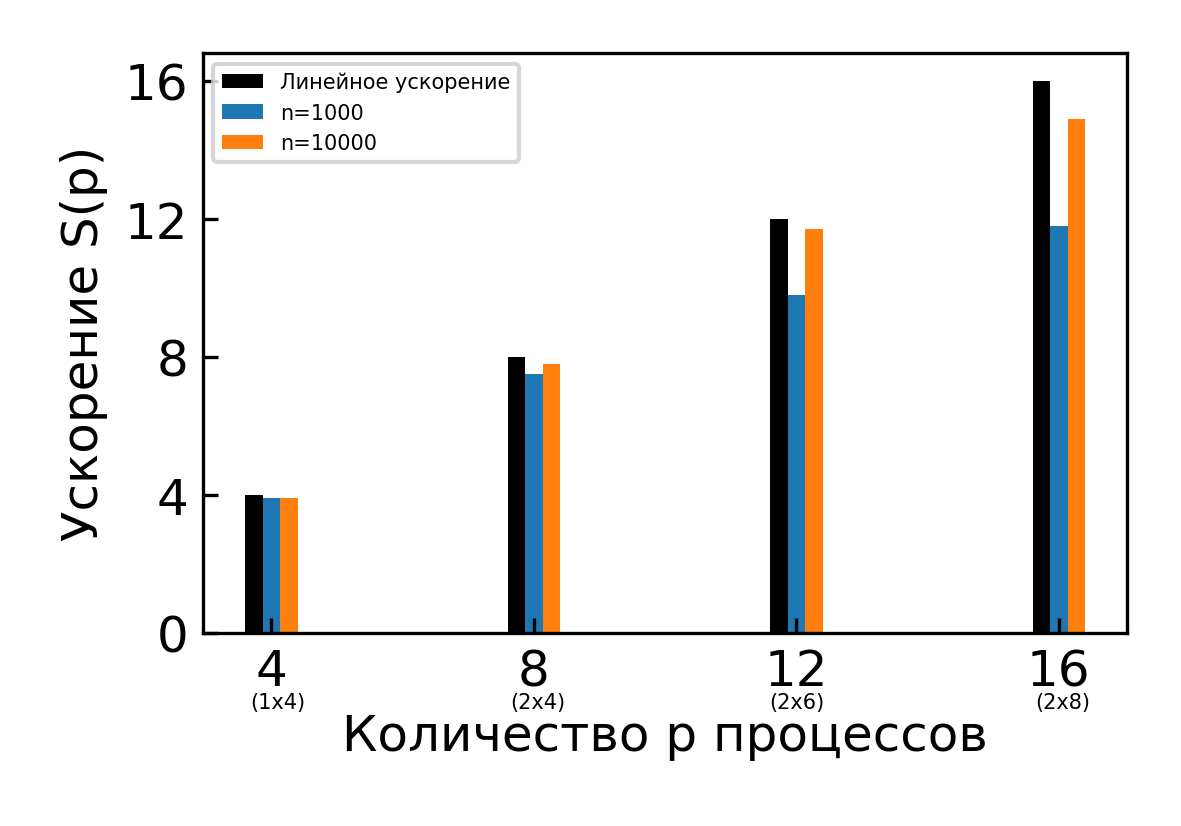 Ускорение S(p)
16
12
8
4
0
Линейное ускорение
n=1000
n=10000
4 8 12 16
(1x4) (2x4) (2x6) (2x8)
Количество p процессов